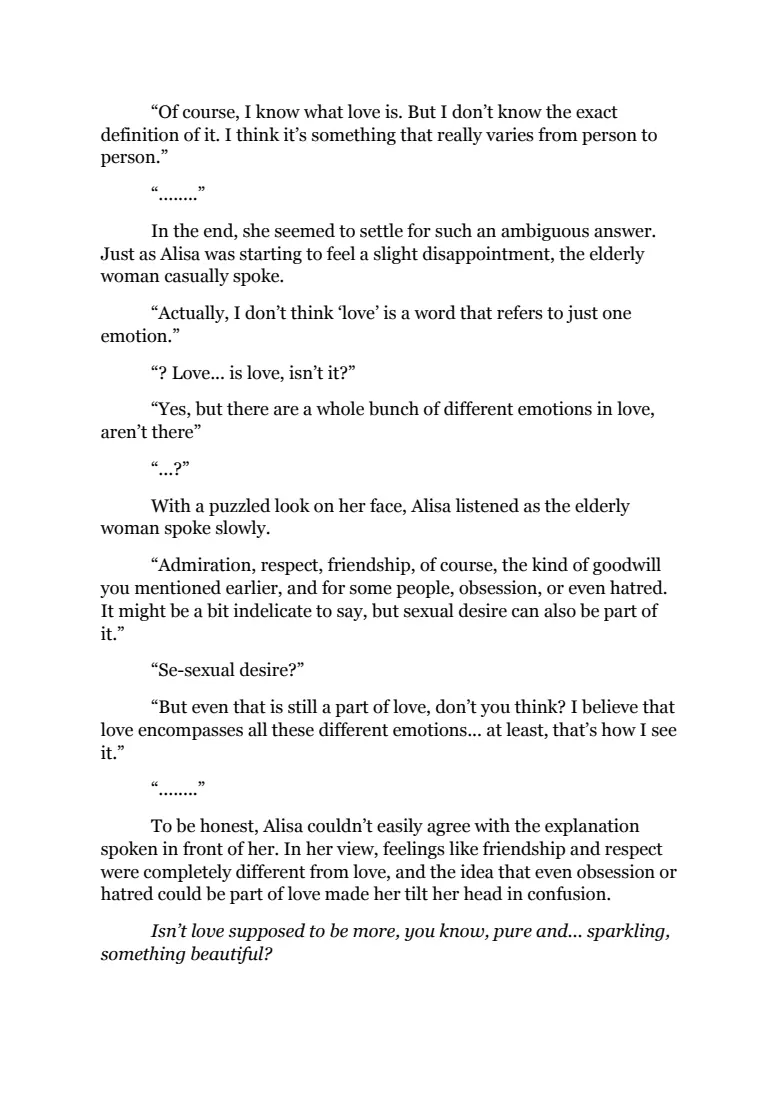 “Of course, I know what love is. But I don’t know the exact
definition of it. I think it’s something that really varies from person to
person.”
“........”
In the end, she seemed to settle for such an ambiguous answer.
Just as Alisa was starting to feel a slight disappointment, the elderly
woman casually spoke.
“Actually, I don’t think ‘love’ is a word that refers to just one
emotion.”
“? Love... is love, isn’t it?”
“Yes, but there are a whole bunch of different emotions in love,
aren’t there”
“...?”
With a puzzled look on her face, Alisa listened as the elderly
woman spoke slowly.
“Admiration, respect, friendship, of course, the kind of goodwill
you mentioned earlier, and for some people, obsession, or even hatred.
It might be a bit indelicate to say, but sexual desire can also be part of
it.”
“Se-sexual desire?”
“But even that is still a part of love, don’t you think? I believe that
love encompasses all these different emotions... at least, that’s how I see
it.”
“........”
To be honest, Alisa couldn’t easily agree with the explanation
spoken in front of her. In her view, feelings like friendship and respect
were completely different from love, and the idea that even obsession or
hatred could be part of love made her tilt her head in confusion.
Isn’t love supposed to be more, you know, pure and... sparkling,
something beautiful?